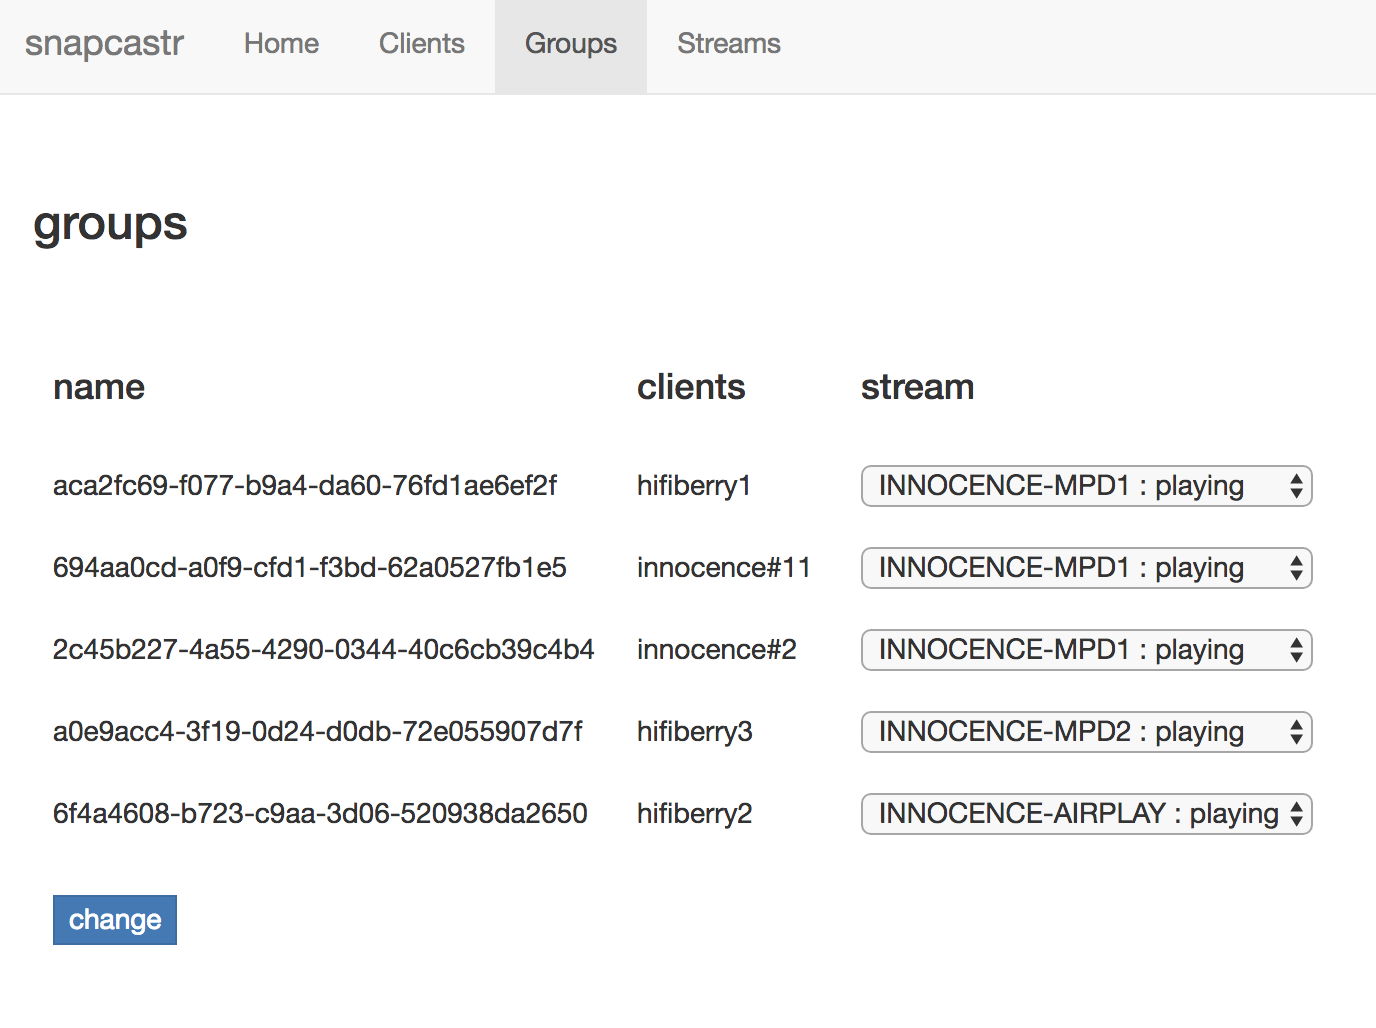 snapcastr Home Clients Groups Streams
groups
name clients stream
aca2fc69-f077-b9a4-da60-76fd1ae6ef2f hifiberry1 INNOCENCE-MPD1 : playing
694aa0cd-a0f9-cfd1-f3bd-62a0527fb1e5 innocence#11 INNOCENCE-MPD1 : playing
2c45b227-4a55-4290-0344-40c6cb39c4b4 innocence#2 INNOCENCE-MPD1 : playing
a0e9acc4-3f19-0d24-d0db-72e055907d7f hifiberry3 INNOCENCE-MPD2 : playing
6f4a4608-b723-c9aa-3d06-520938da2650 hifiberry2 INNOCENCE-AIRPLAY : playing
change